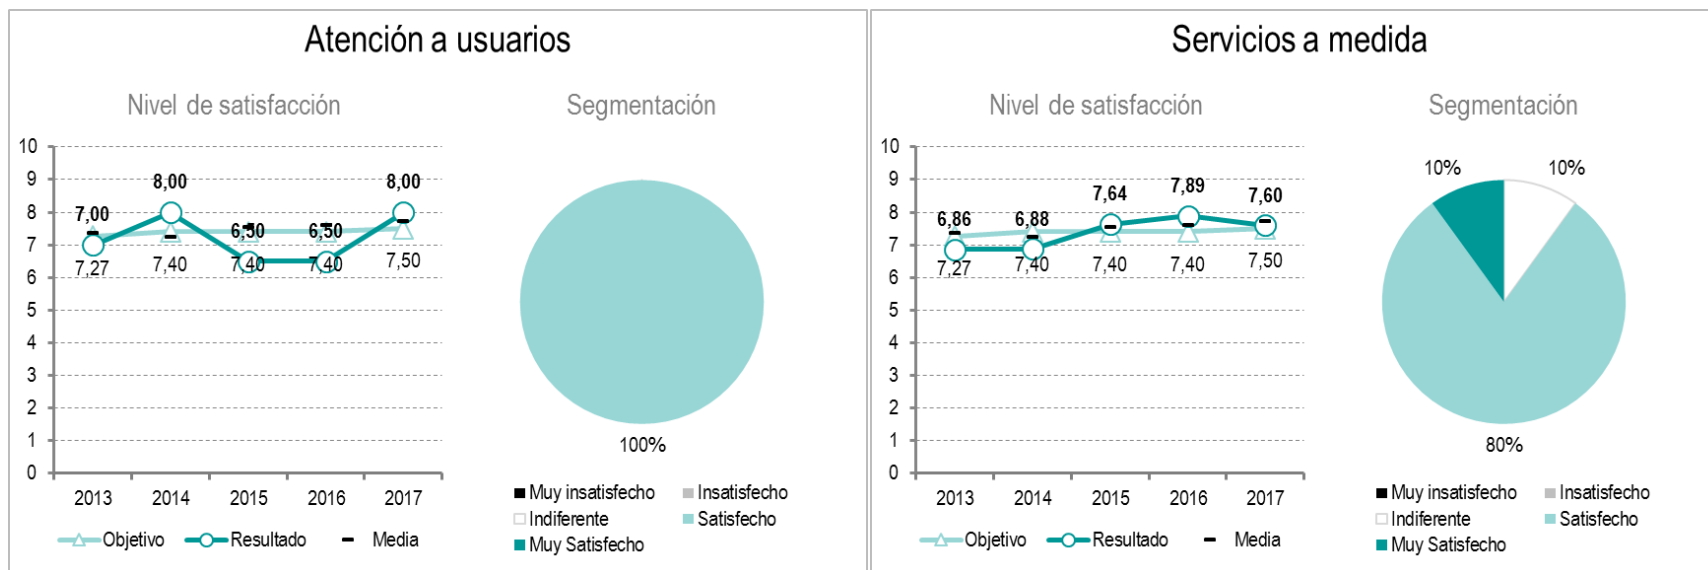 Atención a usuarios
Nivel de satisfacción
Segmentación
10
9
8
7
6
5
4
3
2
1
0
7,00
8,00
6,50
6,50
8,00
7,27
7,40
7,40
7,40
7,50
2013 2014 2015 2016 2017
Objetivo Resultado Media
100%
Muy insatisfecho Insatisfecho
Indiferente Satisfecho
Muy Satisfecho
Servicios a medida
Nivel de satisfacción
Segmentación
10
9
8
7
6
5
4
3
2
1
0
6,86
6,88
7,64
7,89
7,60
7,27
7,40
7,40
7,40
7,50
2013 2014 2015 2016 2017
Objetivo Resultado Media
10% 10%
80%
Muy insatisfecho Insatisfecho
Indiferente Satisfecho
Muy Satisfecho